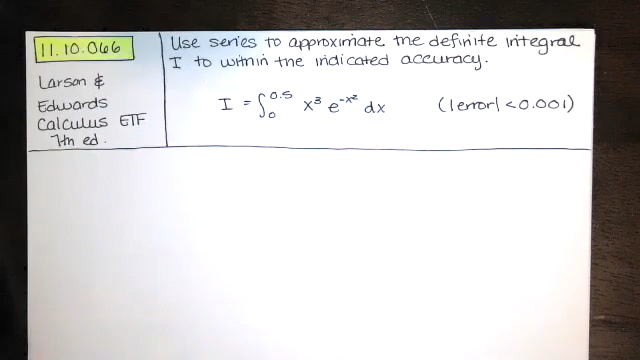 11.10.066
Larson &
Edwards
Calculus ETF
7th ed.
Use series to approximate the definite integral
I to within the indicated accuracy.
I = ∫₀^0.5 x³ e^-x² dx (|error| < 0.001)